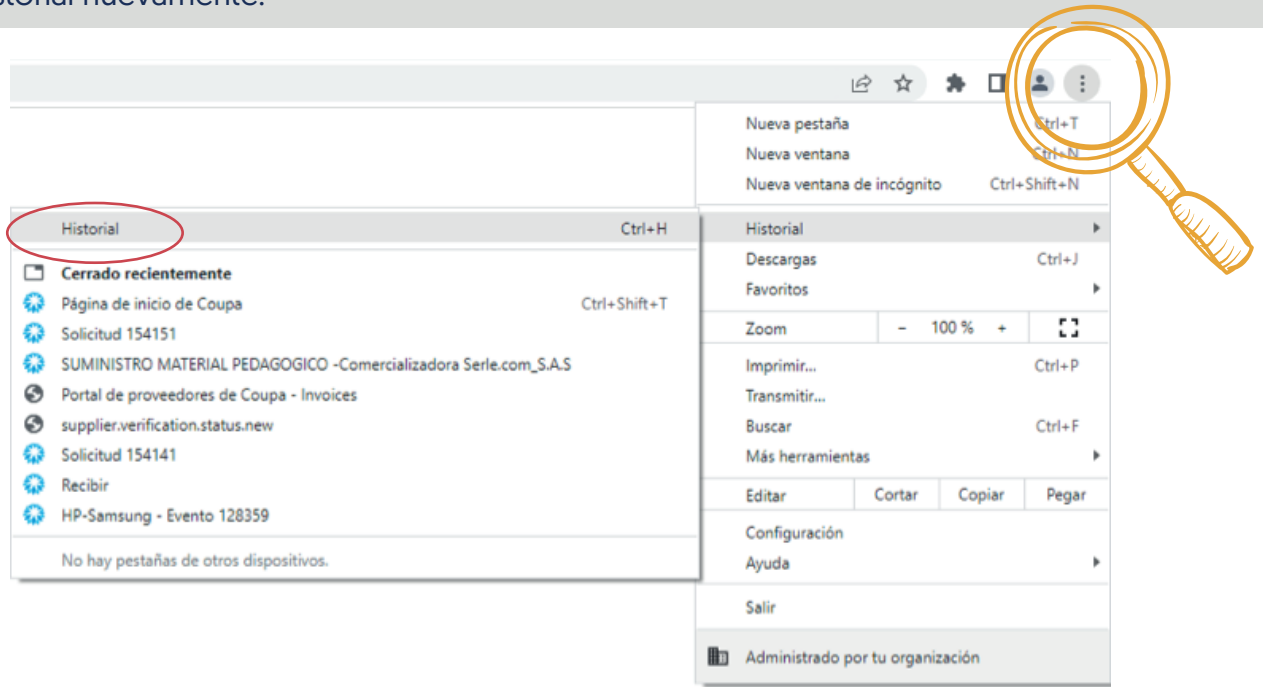 Nueva pestaña Ctrl+T
Nueva ventana Ctrl+N
Nueva ventana de incógnito Ctrl+Shift+N
Historial
Descargas Ctrl+J
Favoritos
Zoom - 100 % +
Imprimir... Ctrl+P
Transmitir...
Buscar Ctrl+F
Más herramientas
Editar Cortar Copiar Pegar
Configuración
Ayuda
Salir
Administrado por tu organización
Historial Ctrl+H
Cerrado recientemente
Página de inicio de Coupa Ctrl+Shift+T
Solicitud 154151
SUMINISTRO MATERIAL PEDAGOGICO -Comercializadora Serle.com_S.A.S
Portal de proveedores de Coupa - Invoices
supplier.verification.status.new
Solicitud 154141
Recibir
HP-Samsung - Evento 128359
No hay pestañas de otros dispositivos.